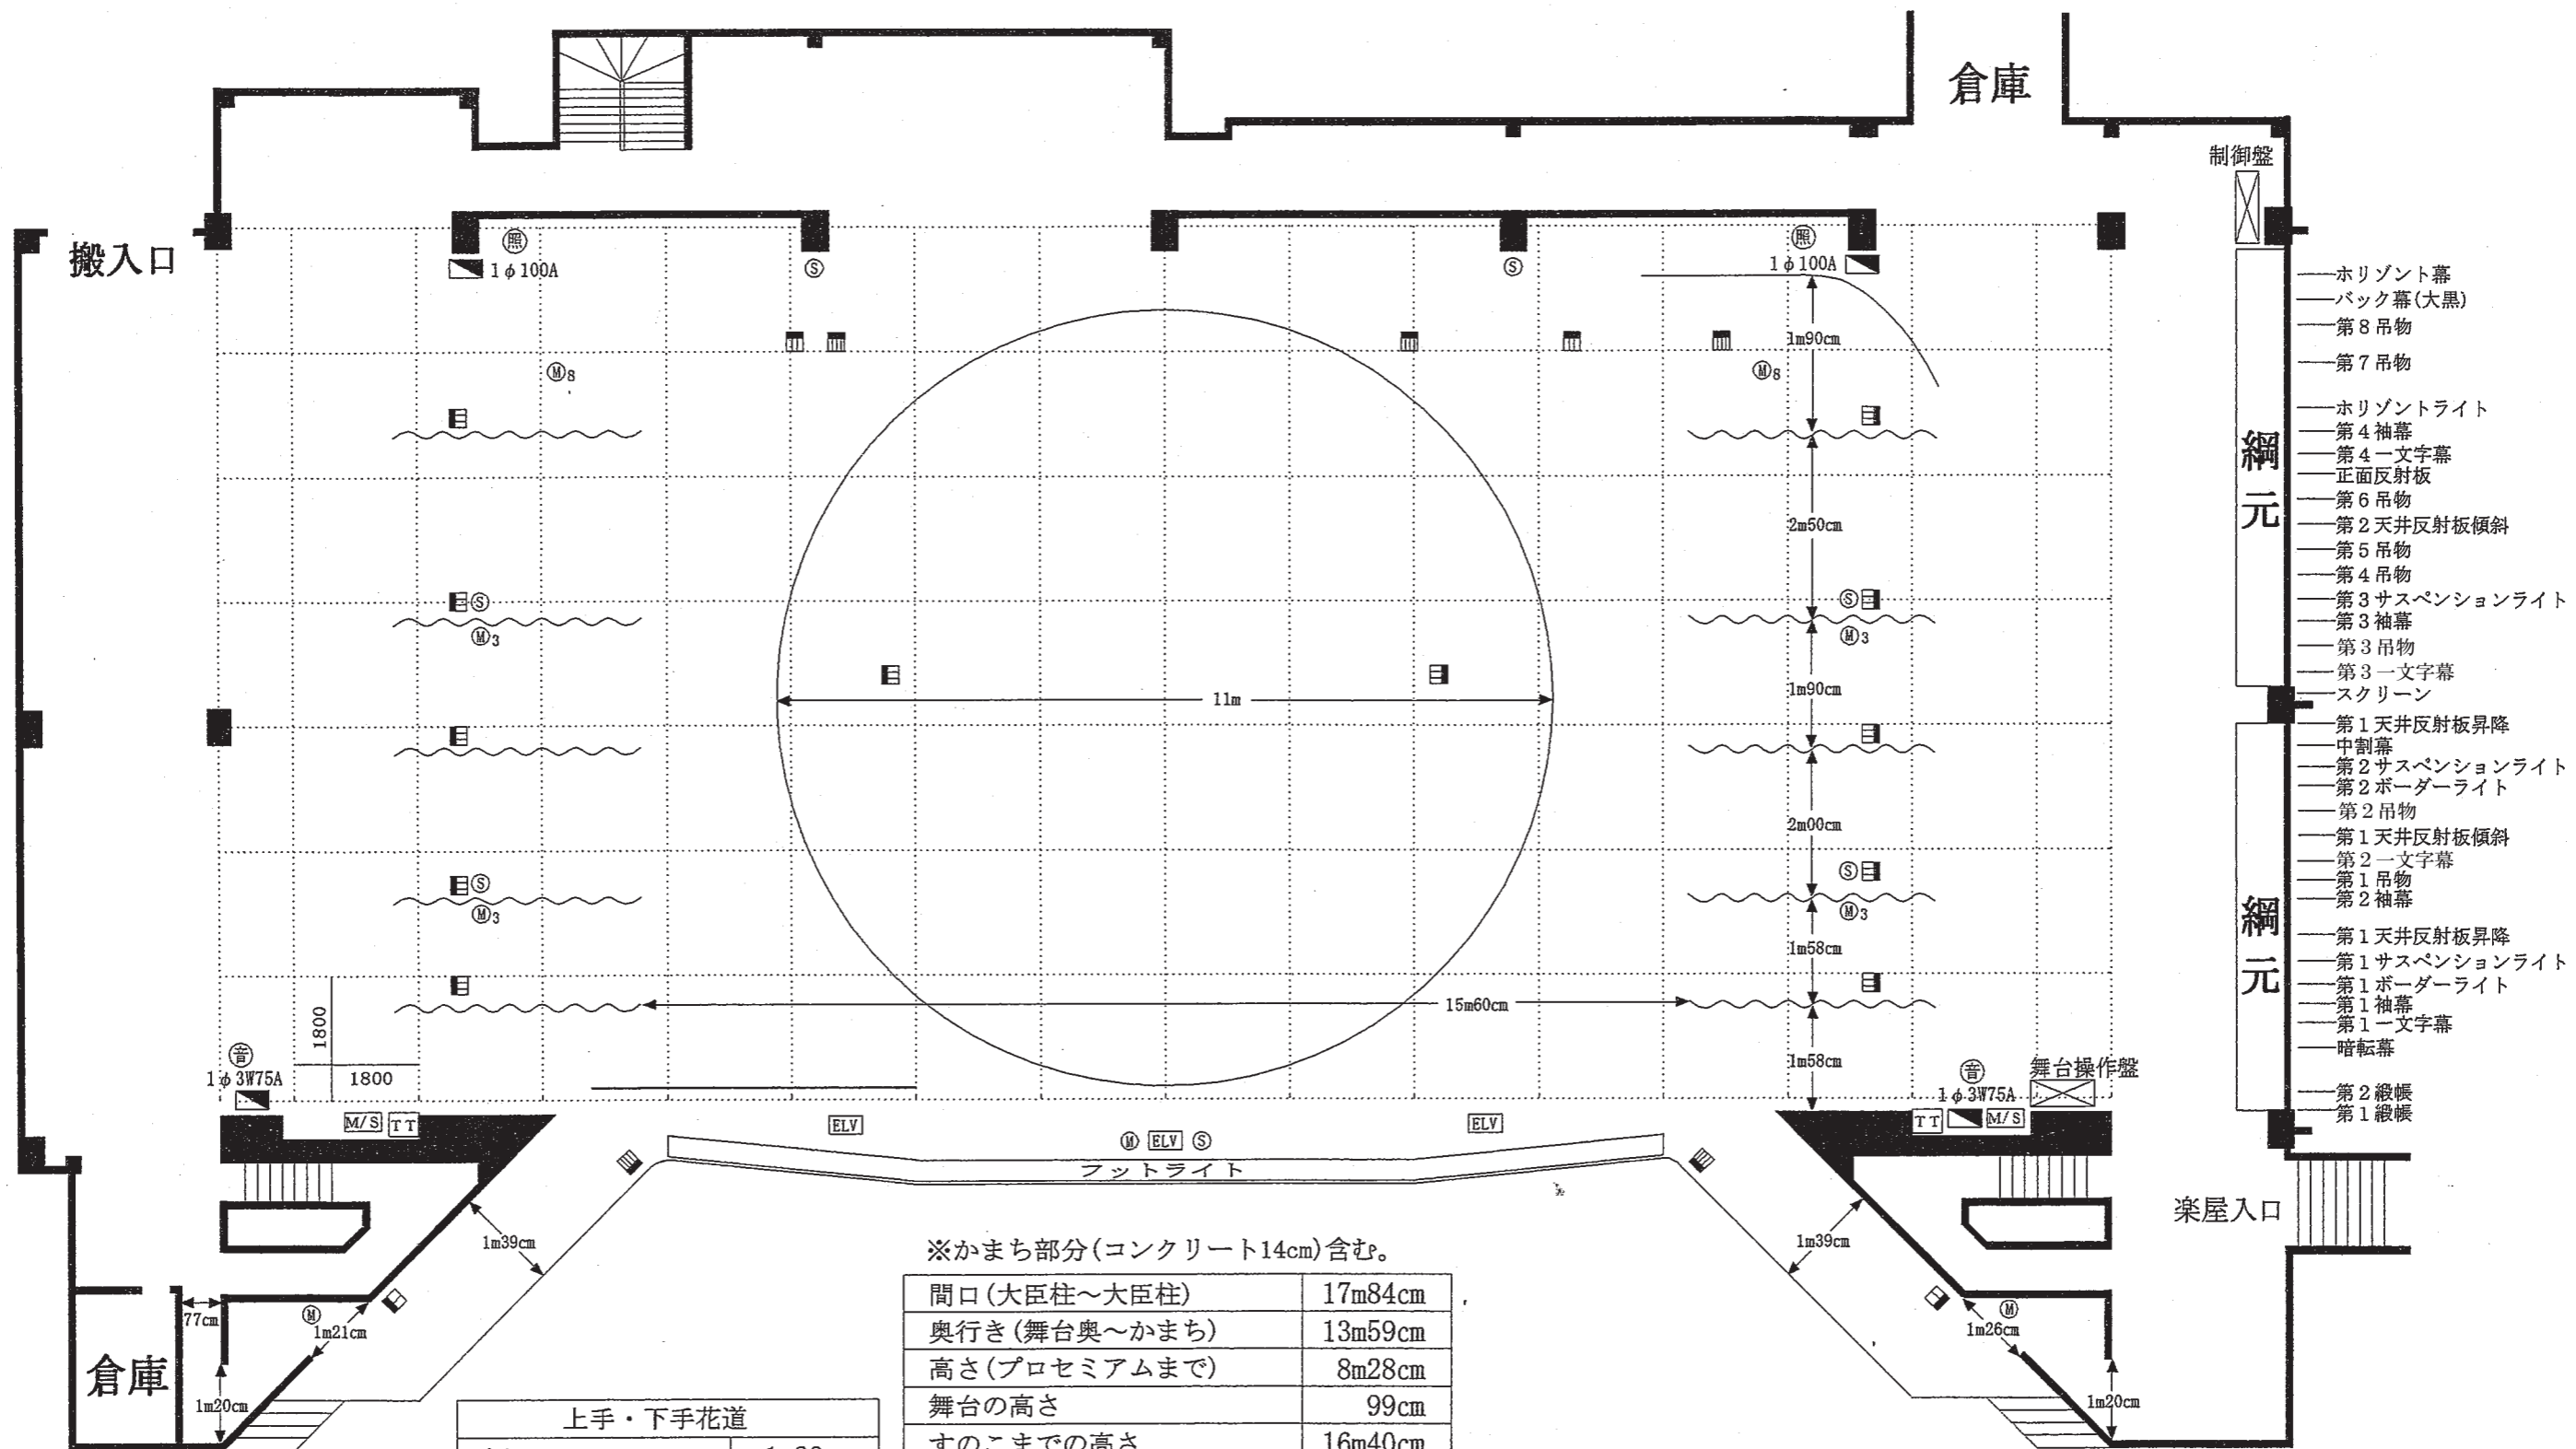 倉庫
制御盤
搬入口
照
1φ100A
S
S
照
1φ100A
1m90cm
M8
M8
2m50cm
S
M3
S
M3
11m
1m90cm
2m00cm
S
M3
S
M3
1m58cm
15m60cm
1m58cm
1800
1800
音
1φ3W75A
M/S
TT
ELV
M
ELV
S
ELV
フットライト
音
1φ3W75A
TT
M/S
舞台操作盤
綱元
綱元
ホリゾント幕
バック幕(大黒)
第8吊物
第7吊物
ホリゾントライト
第4袖幕
第4一文字幕
正面反射板
第6吊物
第2天井反射板傾斜
第5吊物
第4吊物
第3サスペンションライト
第3袖幕
第3吊物
第3一文字幕
スクリーン
第1天井反射板昇降
中割幕
第2サスペンションライト
第2ボーダーライト
第2吊物
第1天井反射板傾斜
第2一文字幕
第1吊物
第2袖幕
第1天井反射板昇降
第1サスペンションライト
第1ボーダーライト
第1袖幕
第1一文字幕
暗転幕
第2緞帳
第1緞帳
楽屋入口
1m39cm
1m39cm
77cm
M
1m21cm
倉庫
1m20cm
M
1m26cm
1m20cm
※かまち部分(コンクリート14cm)含む。
間口(大臣柱～大臣柱) 17m84cm
奥行き(舞台奥～かまち) 13m59cm
高さ(プロセミアムまで) 8m28cm
舞台の高さ 99cm
すのこまでの高さ 16m40cm
上手・下手花道